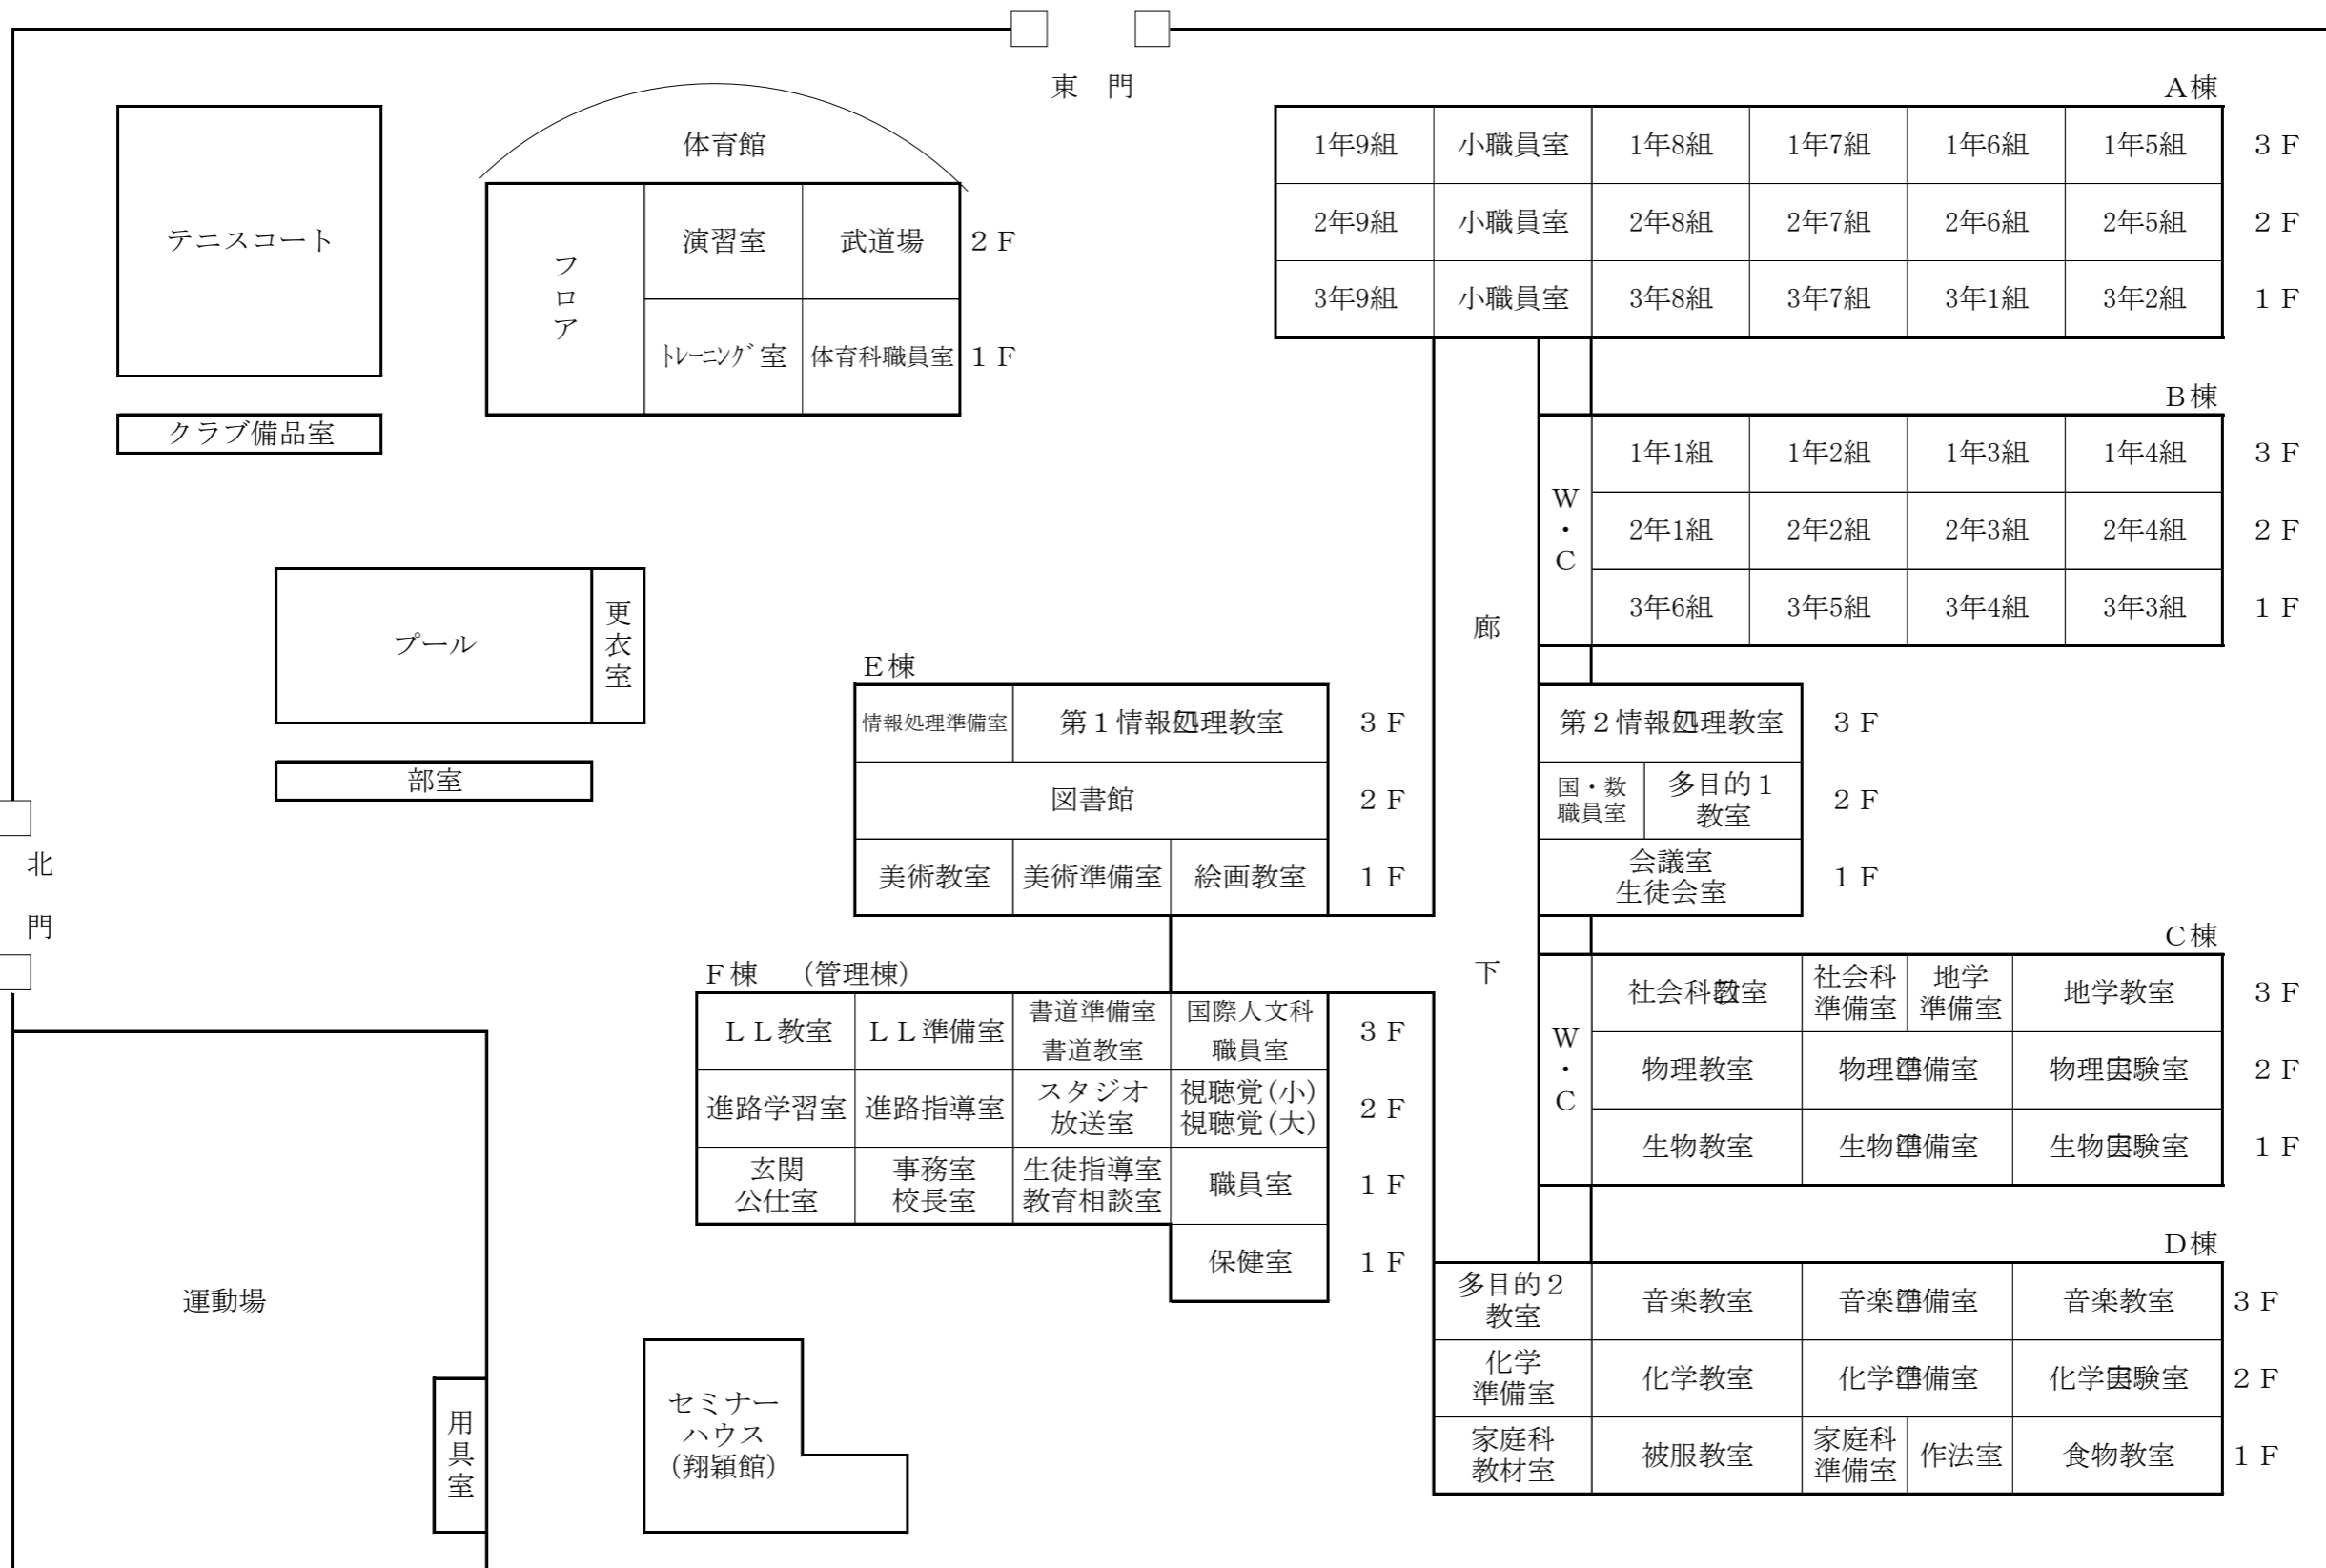 東 門
A棟
1年9組 小職員室 1年8組 1年7組 1年6組 1年5組 3F
2年9組 小職員室 2年8組 2年7組 2年6組 2年5組 2F
3年9組 小職員室 3年8組 3年7組 3年1組 3年2組 1F
体育館
フロア
演習室 武道場 2F
トレーニング室 体育科職員室 1F
テニスコート
クラブ備品室
B棟
W・C
1年1組 1年2組 1年3組 1年4組 3F
2年1組 2年2組 2年3組 2年4組 2F
3年6組 3年5組 3年4組 3年3組 1F
プール
更衣室
部室
廊下
E棟
情報処理準備室 第1情報処理教室 3F
図書館 2F
美術教室 美術準備室 絵画教室 1F
第2情報処理教室 3F
国・数
職員室
多目的1
教室
2F
会議室
生徒会室
1F
北門
C棟
W・C
社会科教室
社会科
準備室
地学
準備室
地学教室 3F
物理教室 物理準備室 物理実験室 2F
生物教室 生物準備室 生物実験室 1F
F棟 (管理棟)
LL教室 LL準備室
書道準備室
書道教室
国際人文科
職員室
3F
進路学習室 進路指導室
スタジオ
放送室
視聴覚(小)
視聴覚(大)
2F
玄関
公仕室
事務室
校長室
生徒指導室
教育相談室
職員室 1F
保健室 1F
D棟
多目的2
教室
音楽教室 音楽準備室 音楽教室 3F
化学
準備室
化学教室 化学準備室 化学実験室 2F
家庭科
教材室
被服教室
家庭科
準備室
作法室 食物教室 1F
運動場
用具室
セミナー
ハウス
(翔穎館)